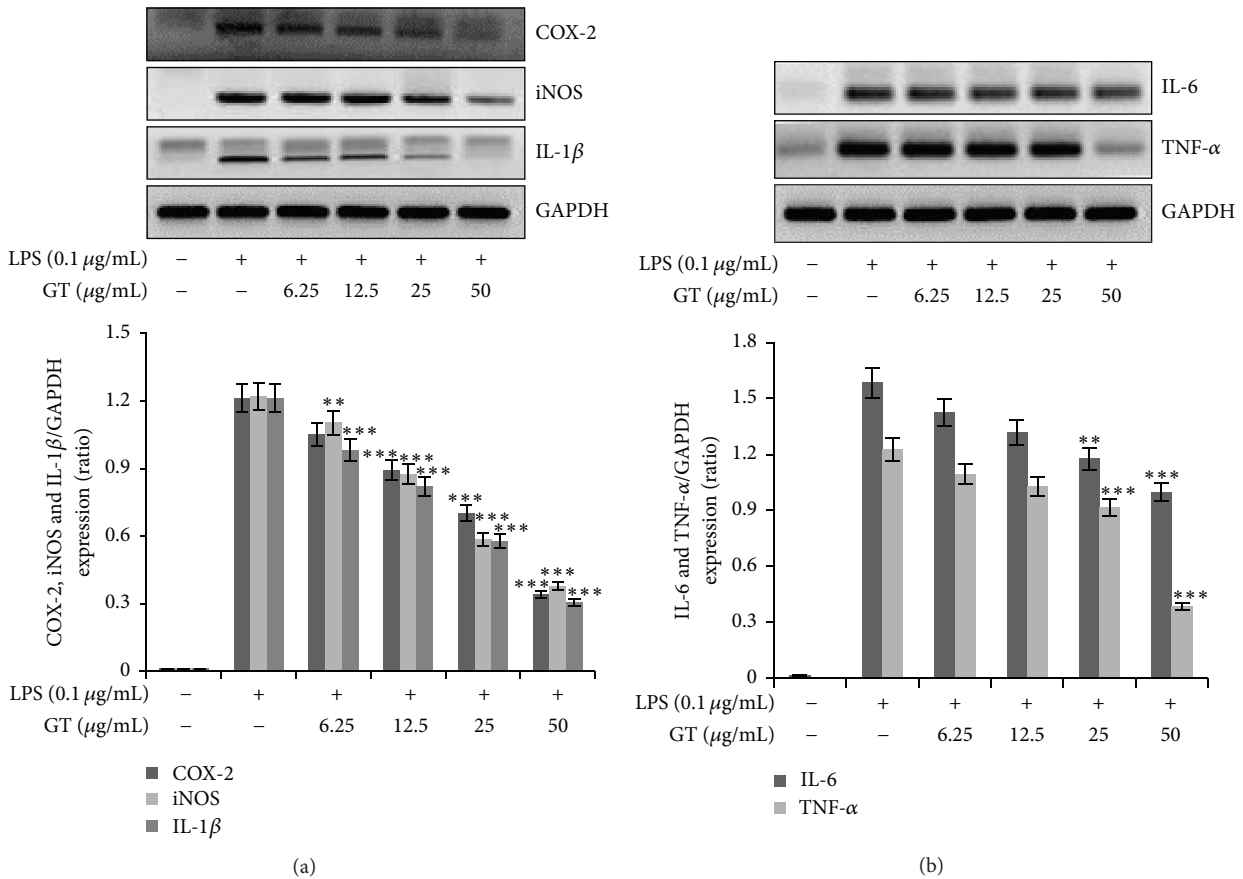 COX-2
iNOS
IL-1β
GAPDH
LPS (0.1 μg/mL) − + + + + +
GT (μg/mL) − − 6.25 12.5 25 50
COX-2, iNOS and IL-1β/GAPDH
expression (ratio)
1.5
1.2
0.9
0.6
0.3
0
** ***
*** *** ***
*** *** ***
*** *** ***
LPS (0.1 μg/mL) − + + + + +
GT (μg/mL) − − 6.25 12.5 25 50
COX-2
iNOS
IL-1β
(a)
IL-6
TNF-α
GAPDH
LPS (0.1 μg/mL) − + + + + +
GT (μg/mL) − − 6.25 12.5 25 50
IL-6 and TNF-α/GAPDH
expression (ratio)
1.8
1.5
1.2
0.9
0.6
0.3
0
** ***
*** ***
LPS (0.1 μg/mL) − + + + + +
GT (μg/mL) − − 6.25 12.5 25 50
IL-6
TNF-α
(b)